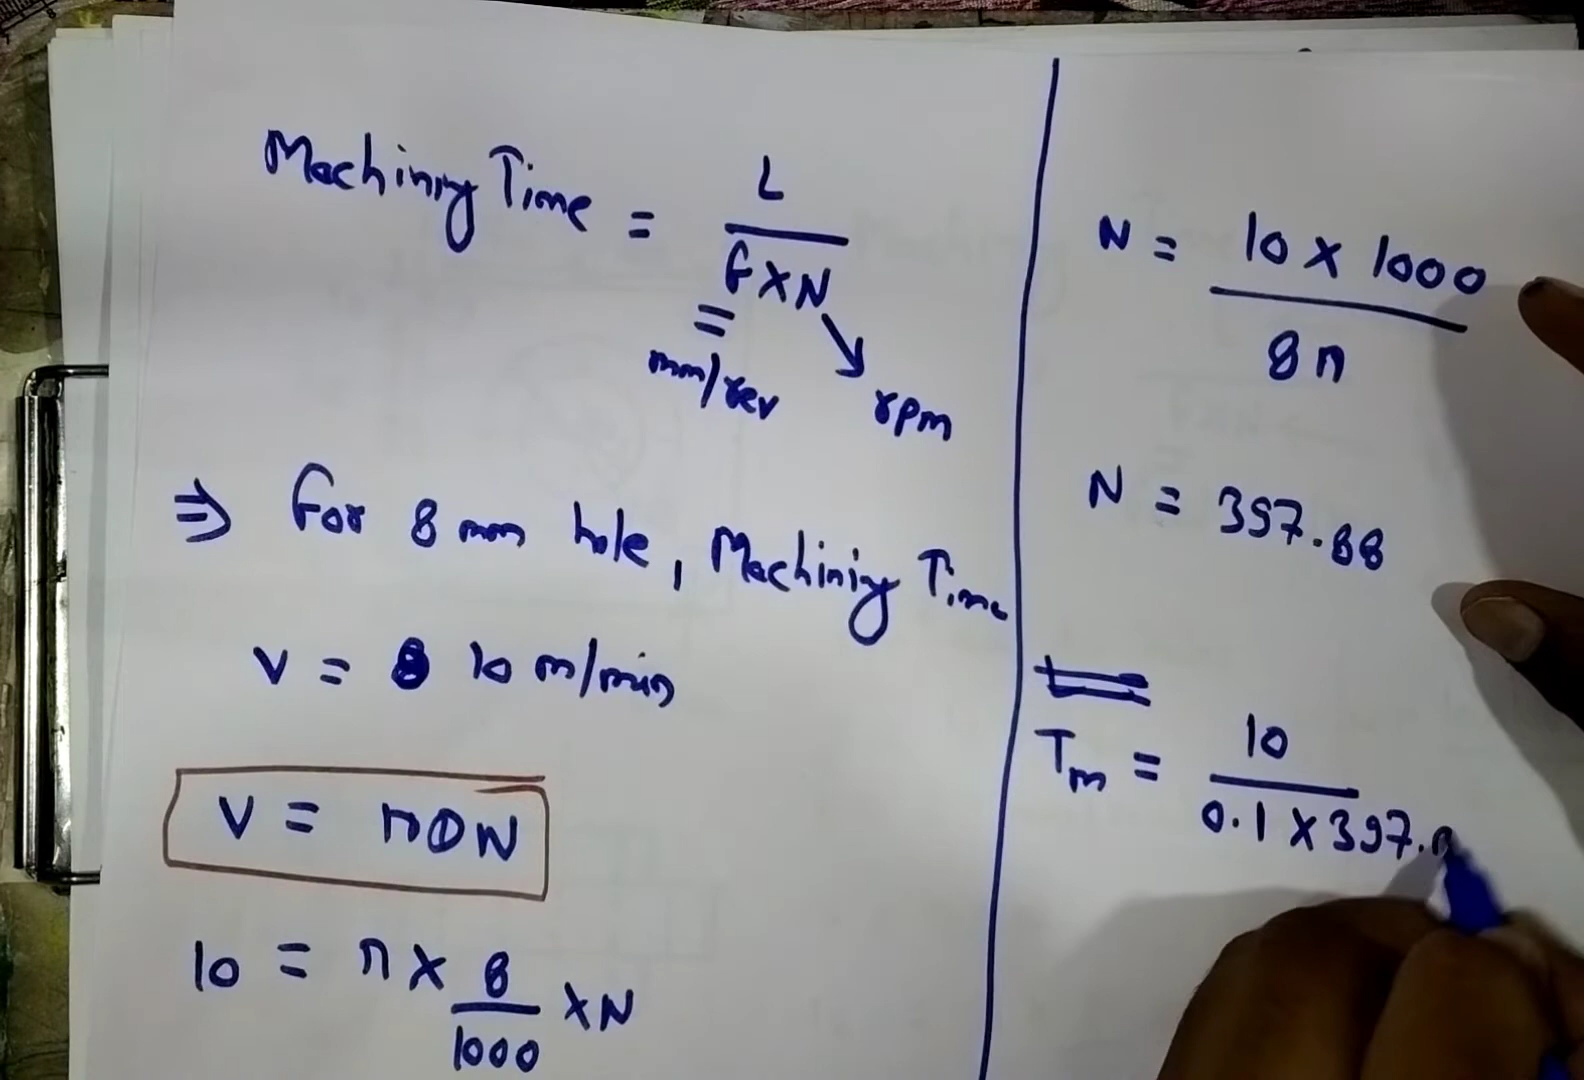 Machining Time = L / f × N
mm/rev
rpm
⇒ For 8 mm hole, Machining Time
V = 10 m/min
V = πDN
10 = π × 8/1000 × N
N = 10 × 1000 / 8π
N = 397.88
Tm = 10 / 0.1 × 397.